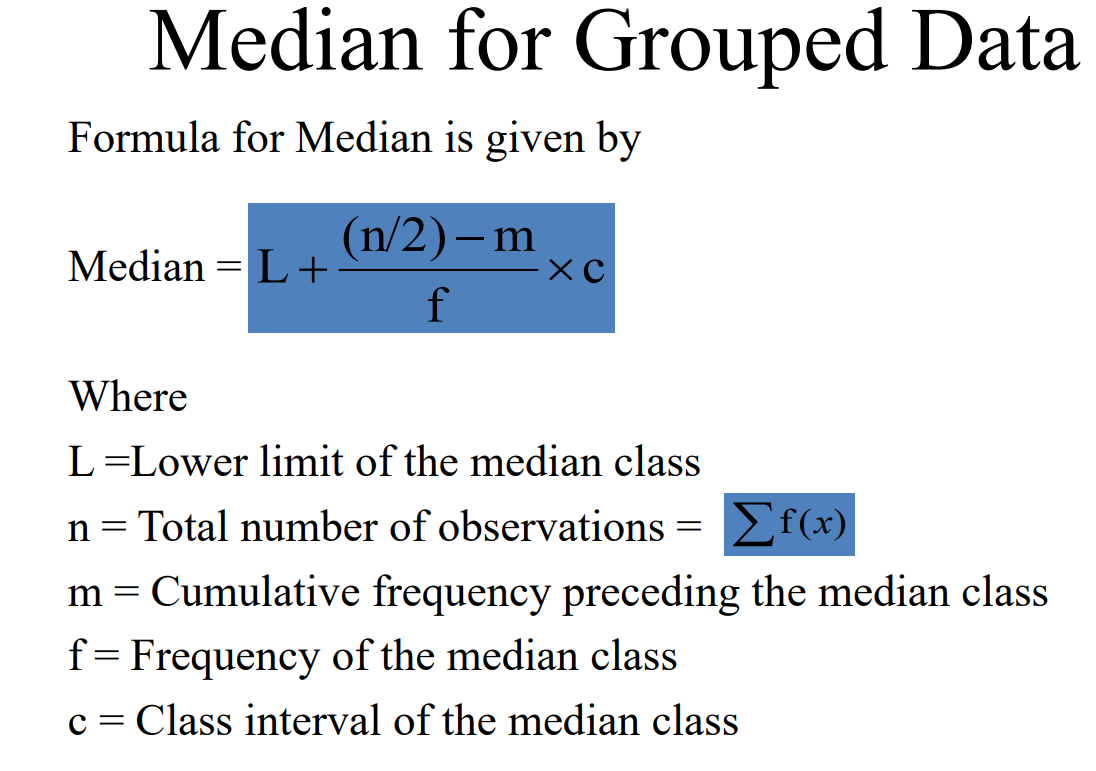 Median for Grouped Data
Formula for Median is given by
Median = L + (n/2) – m / f × c
Where
L =Lower limit of the median class
n = Total number of observations = ∑f(x)
m = Cumulative frequency preceding the median class
f = Frequency of the median class
c = Class interval of the median class